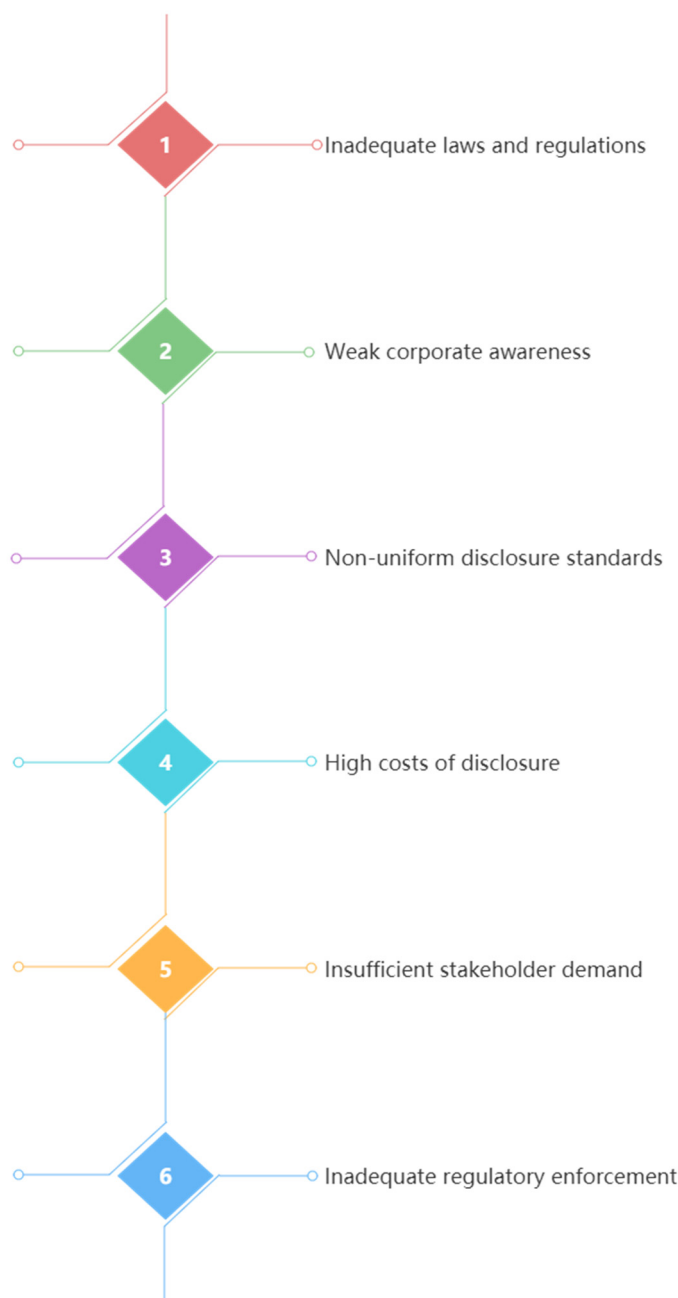 1
Inadequate laws and regulations
2
Weak corporate awareness
3
Non-uniform disclosure standards
4
High costs of disclosure
5
Insufficient stakeholder demand
6
Inadequate regulatory enforcement